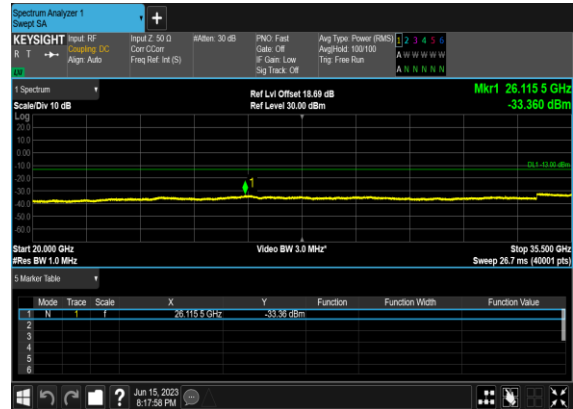 Spectrum Analyzer 1
Swept SA
+
KEYSIGHT Input: RF Input Z: 50 Ω #Atten: 30 dB PNO: Fast Avg Type: Power (RMS) 1 2 3 4 5 6
R T Coupling: DC Corr CCorr Gate: Off Avg|Hold: 100/100 A W W W W W
Align: Auto Freq Ref: Int (S) IF Gain: Low Trig: Free Run
LW Sig Track: Off A N N N N N
1 Spectrum Ref Lvl Offset 18.69 dB Mkr1 26.115 5 GHz
Scale/Div 10 dB Ref Level 30.00 dBm -33.360 dBm
Log
20.0
10.0
0.00
-10.0 DL1 -13.00 dBm
-20.0
-30.0 1
-40.0
-50.0
-60.0
Start 20.000 GHz Video BW 3.0 MHz* Stop 35.500 GHz
#Res BW 1.0 MHz Sweep 26.7 ms (40001 pts)
5 Marker Table
Mode Trace Scale X Y Function Function Width Function Value
1 N 1 f 26.115 5 GHz -33.36 dBm
2
3
4
5
6
? Jun 15, 2023
8:17:58 PM